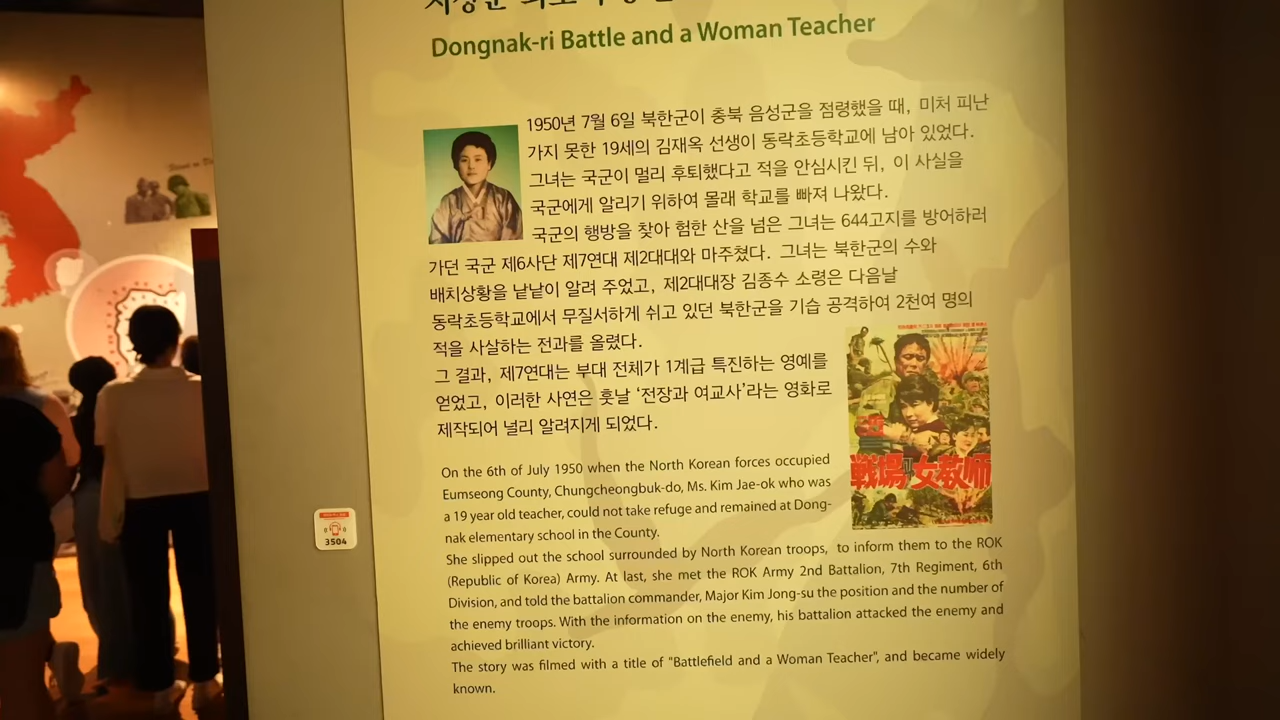 Dongnak-ri Battle and a Woman Teacher
1950년 7월 6일 북한군이 충북 음성군을 점령했을 때, 미처 피난
가지 못한 19세의 김재옥 선생이 동락초등학교에 남아 있었다.
그녀는 국군이 멀리 후퇴했다고 적을 안심시킨 뒤, 이 사실을
국군에게 알리기 위하여 몰래 학교를 빠져 나왔다.
국군의 행방을 찾아 험한 산을 넘은 그녀는 644고지를 방어하러
가던 국군 제6사단 제7연대 제2대대와 마주쳤다. 그녀는 북한군의 수와
배치상황을 낱낱이 알려 주었고, 제2대대장 김종수 소령은 다음날
동락초등학교에서 무질서하게 쉬고 있던 북한군을 기습 공격하여 2천여 명의
적을 사살하는 전과를 올렸다.
그 결과, 제7연대는 부대 전체가 1계급 특진하는 영예를
얻었고, 이러한 사연은 훗날 ‘전장과 여교사’라는 영화로
제작되어 널리 알려지게 되었다.
戰場과女教師
On the 6th of July 1950 when the North Korean forces occupied
Eumseong County, Chungcheongbuk-do, Ms. Kim Jae-ok who was
a 19 year old teacher, could not take refuge and remained at Dong-
nak elementary school in the County.
She slipped out the school surrounded by North Korean troops, to inform them to the ROK
(Republic of Korea) Army. At last, she met the ROK Army 2nd Battalion, 7th Regiment, 6th
Division, and told the battalion commander, Major Kim Jong-su the position and the number of
the enemy troops. With the information on the enemy, his battalion attacked the enemy and
achieved brilliant victory.
The story was filmed with a title of "Battlefield and a Woman Teacher", and became widely
known.
3504